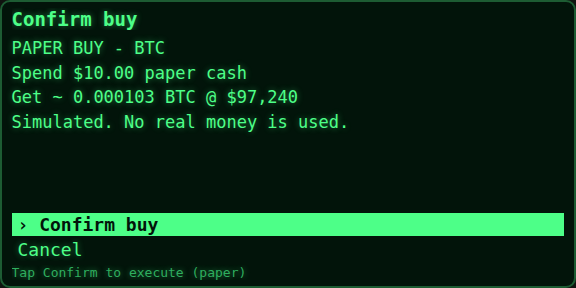 Confirm buy
PAPER BUY - BTC
Spend $10.00 paper cash
Get ~ 0.000103 BTC @ $97,240
Simulated. No real money is used.
› Confirm buy
Cancel
Tap Confirm to execute (paper)